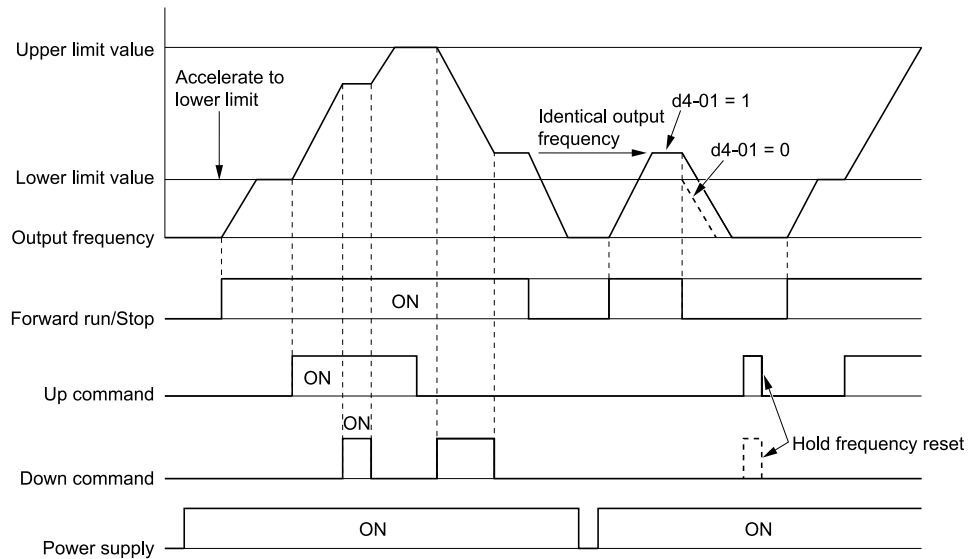 Upper limit value
Accelerate to
lower limit
d4-01 = 1
Identical output
frequency
d4-01 = 0
Lower limit value
Output frequency
ON
Forward run/Stop
ON
Up command
ON
Hold frequency reset
Down command
ON
ON
Power supply